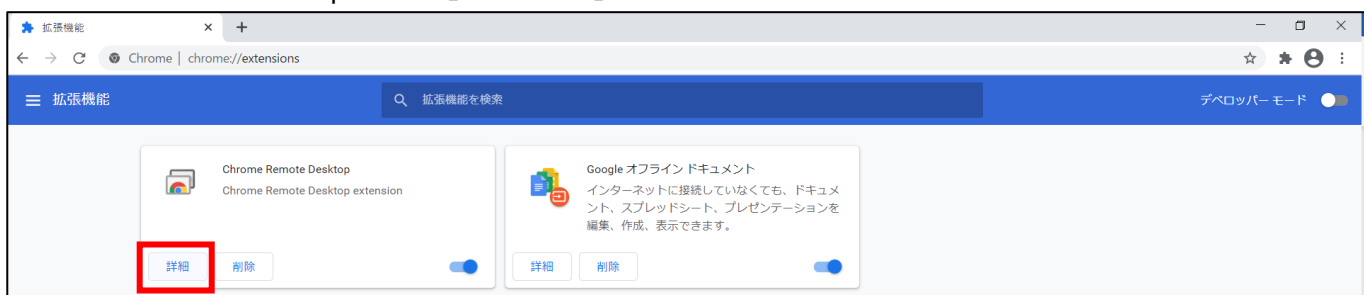 拡張機能
Chrome | chrome://extensions
拡張機能
拡張機能を検索
デベロッパー モード
Chrome Remote Desktop
Chrome Remote Desktop extension
詳細
削除
Google オフライン ドキュメント
インターネットに接続していなくても、ドキュメ
ント、スプレッドシート、プレゼンテーションを
編集、作成、表示できます。
詳細
削除